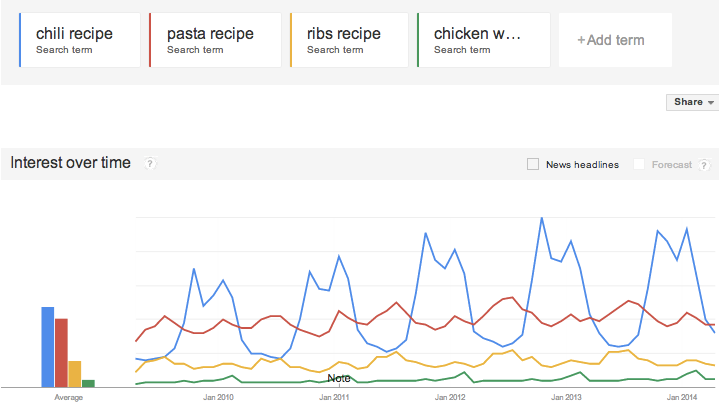 chili recipe
Search term
pasta recipe
Search term
ribs recipe
Search term
chicken w...
Search term
+Add term
Share
Interest over time ?
News headlines
Forecast ?
Note
Average
Jan 2010
Jan 2011
Jan 2012
Jan 2013
Jan 2014